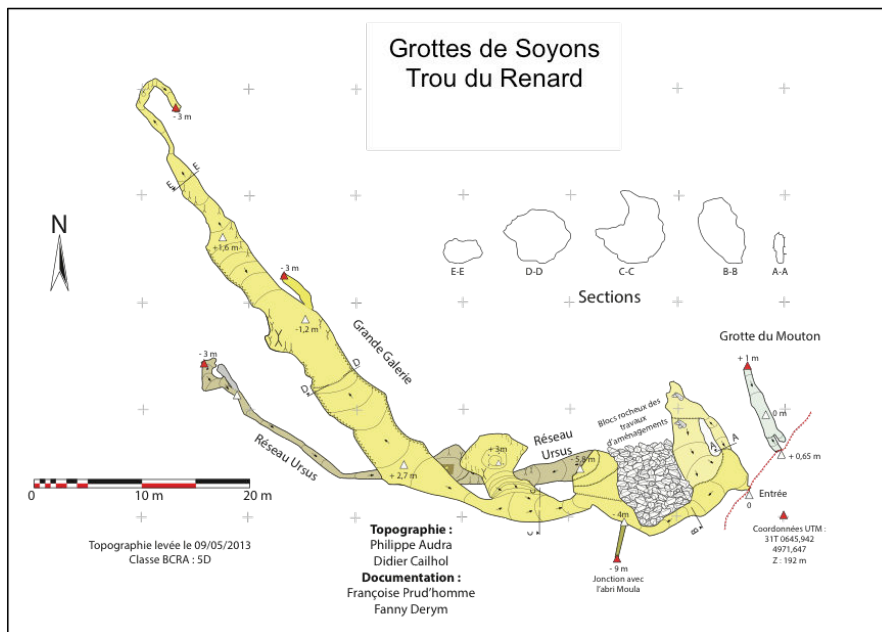 Grottes de Soyons
Trou du Renard
- 3 m
E
E
N
+1,6 m
- 3 m
-1,2 m
Grande Galerie
E-E
D-D
C-C
B-B
A-A
Sections
Grotte du Mouton
+ 1 m
0 m
+ 0,65 m
- 3 m
D
D
Réseau Ursus
Blocs rocheux des
travaux
d'aménagements
A
A
Réseau
Ursus
+ 3m
- 5,8 m
+ 2,7 m
0
10 m
20 m
C
C
- 4m
B
Entrée
0
Coordonnées UTM :
31T 0645,942
4971,647
Z : 192 m
- 9 m
Jonction avec
l'abri Moula
Topographie levée le 09/05/2013
Classe BCRA : 5D
Topographie :
Philippe Audra
Didier Cailhol
Documentation :
Françoise Prud'homme
Fanny Derym